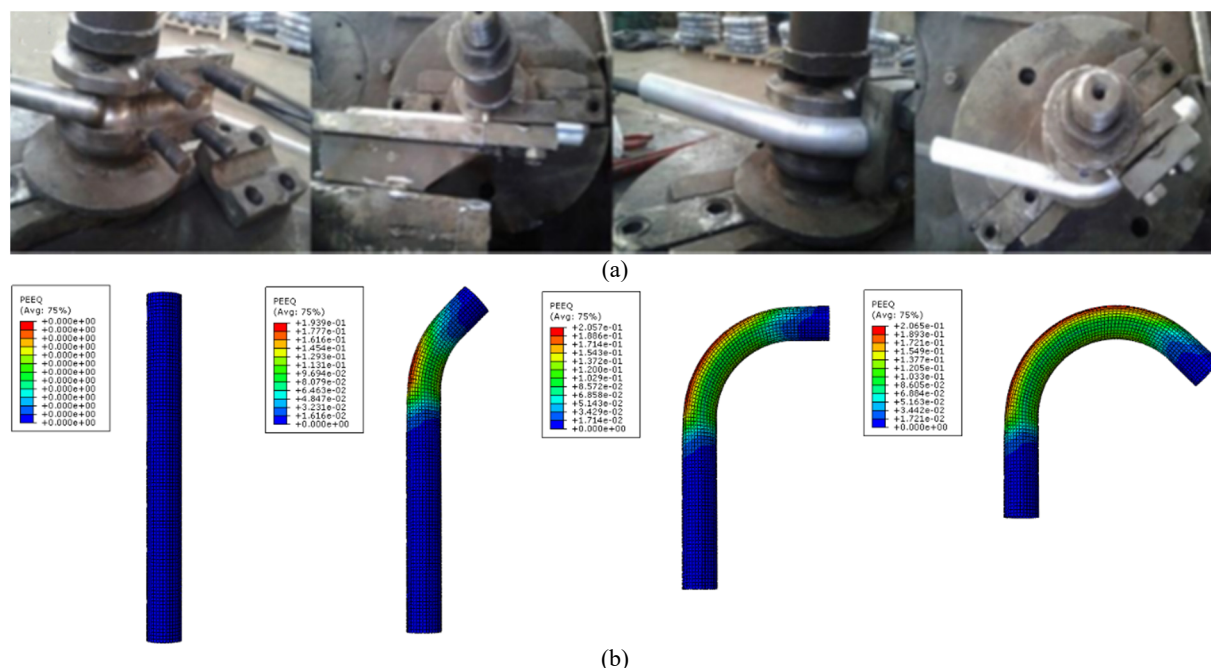 (a)
PEEQ
(Avg: 75%)
+0.000e+00
+0.000e+00
+0.000e+00
+0.000e+00
+0.000e+00
+0.000e+00
+0.000e+00
+0.000e+00
+0.000e+00
+0.000e+00
+0.000e+00
+0.000e+00
+0.000e+00
PEEQ
(Avg: 75%)
+1.939e-01
+1.777e-01
+1.616e-01
+1.454e-01
+1.293e-01
+1.131e-01
+9.694e-02
+8.079e-02
+6.463e-02
+4.847e-02
+3.231e-02
+1.616e-02
+0.000e+00
PEEQ
(Avg: 75%)
+2.057e-01
+1.886e-01
+1.714e-01
+1.543e-01
+1.372e-01
+1.200e-01
+1.029e-01
+8.572e-02
+6.858e-02
+5.143e-02
+3.429e-02
+1.714e-02
+0.000e+00
PEEQ
(Avg: 75%)
+2.065e-01
+1.893e-01
+1.721e-01
+1.549e-01
+1.377e-01
+1.205e-01
+1.033e-01
+8.605e-02
+6.884e-02
+5.163e-02
+3.442e-02
+1.721e-02
+0.000e+00
(b)